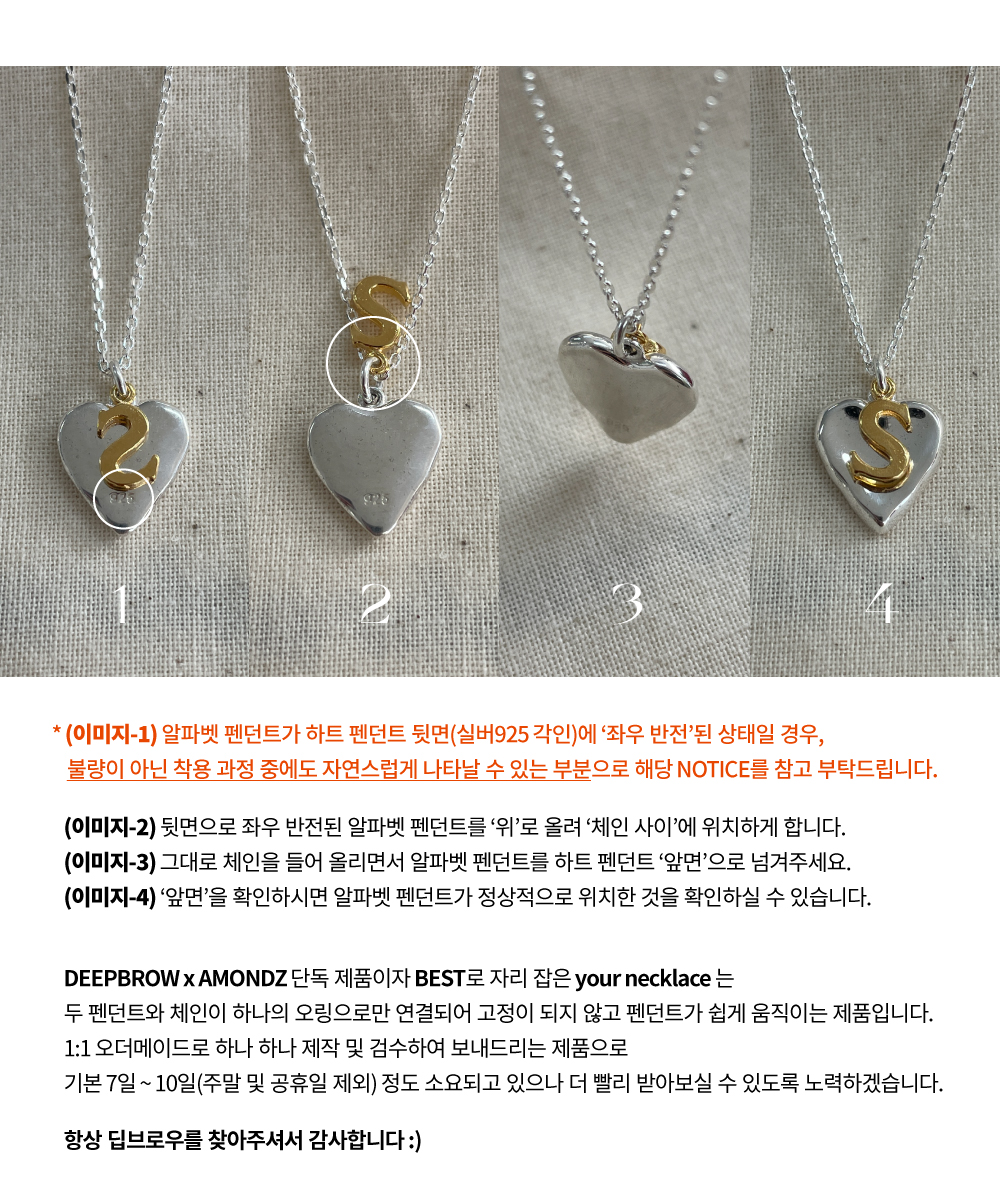 S
925
S
925
S
1
2
3
4
* (이미지-1) 알파벳 펜던트가 하트 펜던트 뒷면(실버925 각인)에 ‘좌우 반전’된 상태일 경우,
불량이 아닌 착용 과정 중에도 자연스럽게 나타날 수 있는 부분으로 해당 NOTICE를 참고 부탁드립니다.
(이미지-2) 뒷면으로 좌우 반전된 알파벳 펜던트를 ‘위’로 올려 ‘체인 사이’에 위치하게 합니다.
(이미지-3) 그대로 체인을 들어 올리면서 알파벳 펜던트를 하트 펜던트 ‘앞면’으로 넘겨주세요.
(이미지-4) ‘앞면’을 확인하시면 알파벳 펜던트가 정상적으로 위치한 것을 확인하실 수 있습니다.
DEEPBROW x AMONDZ 단독 제품이자 BEST로 자리 잡은 your necklace 는
두 펜던트와 체인이 하나의 오링으로만 연결되어 고정이 되지 않고 펜던트가 쉽게 움직이는 제품입니다.
1:1 오더메이드로 하나 하나 제작 및 검수하여 보내드리는 제품으로
기본 7일 ~ 10일(주말 및 공휴일 제외) 정도 소요되고 있으나 더 빨리 받아보실 수 있도록 노력하겠습니다.
항상 딥브로우를 찾아주셔서 감사합니다 :)